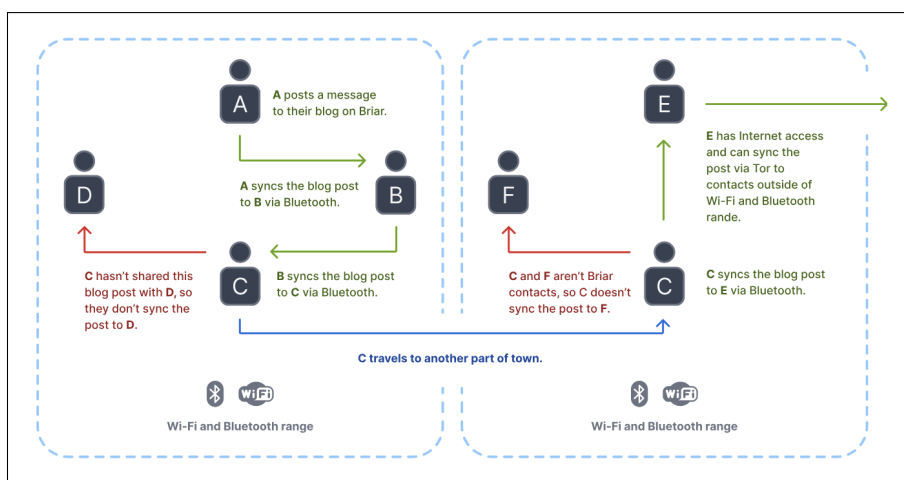 A
A posts a message
to their blog on Briar.
A syncs the blog post
to B via Bluetooth.
D
B
C hasn't shared this
blog post with D, so
they don't sync the
post to D.
C
B syncs the blog post
to C via Bluetooth.
E
E has Internet access
and can sync the
post via Tor to
contacts outside of
Wi-Fi and Bluetooth
rande.
F
C and F aren't Briar
contacts, so C doesn't
sync the post to F.
C
C syncs the blog post
to E via Bluetooth.
C travels to another part of town.
WiFi
Wi-Fi and Bluetooth range
WiFi
Wi-Fi and Bluetooth range